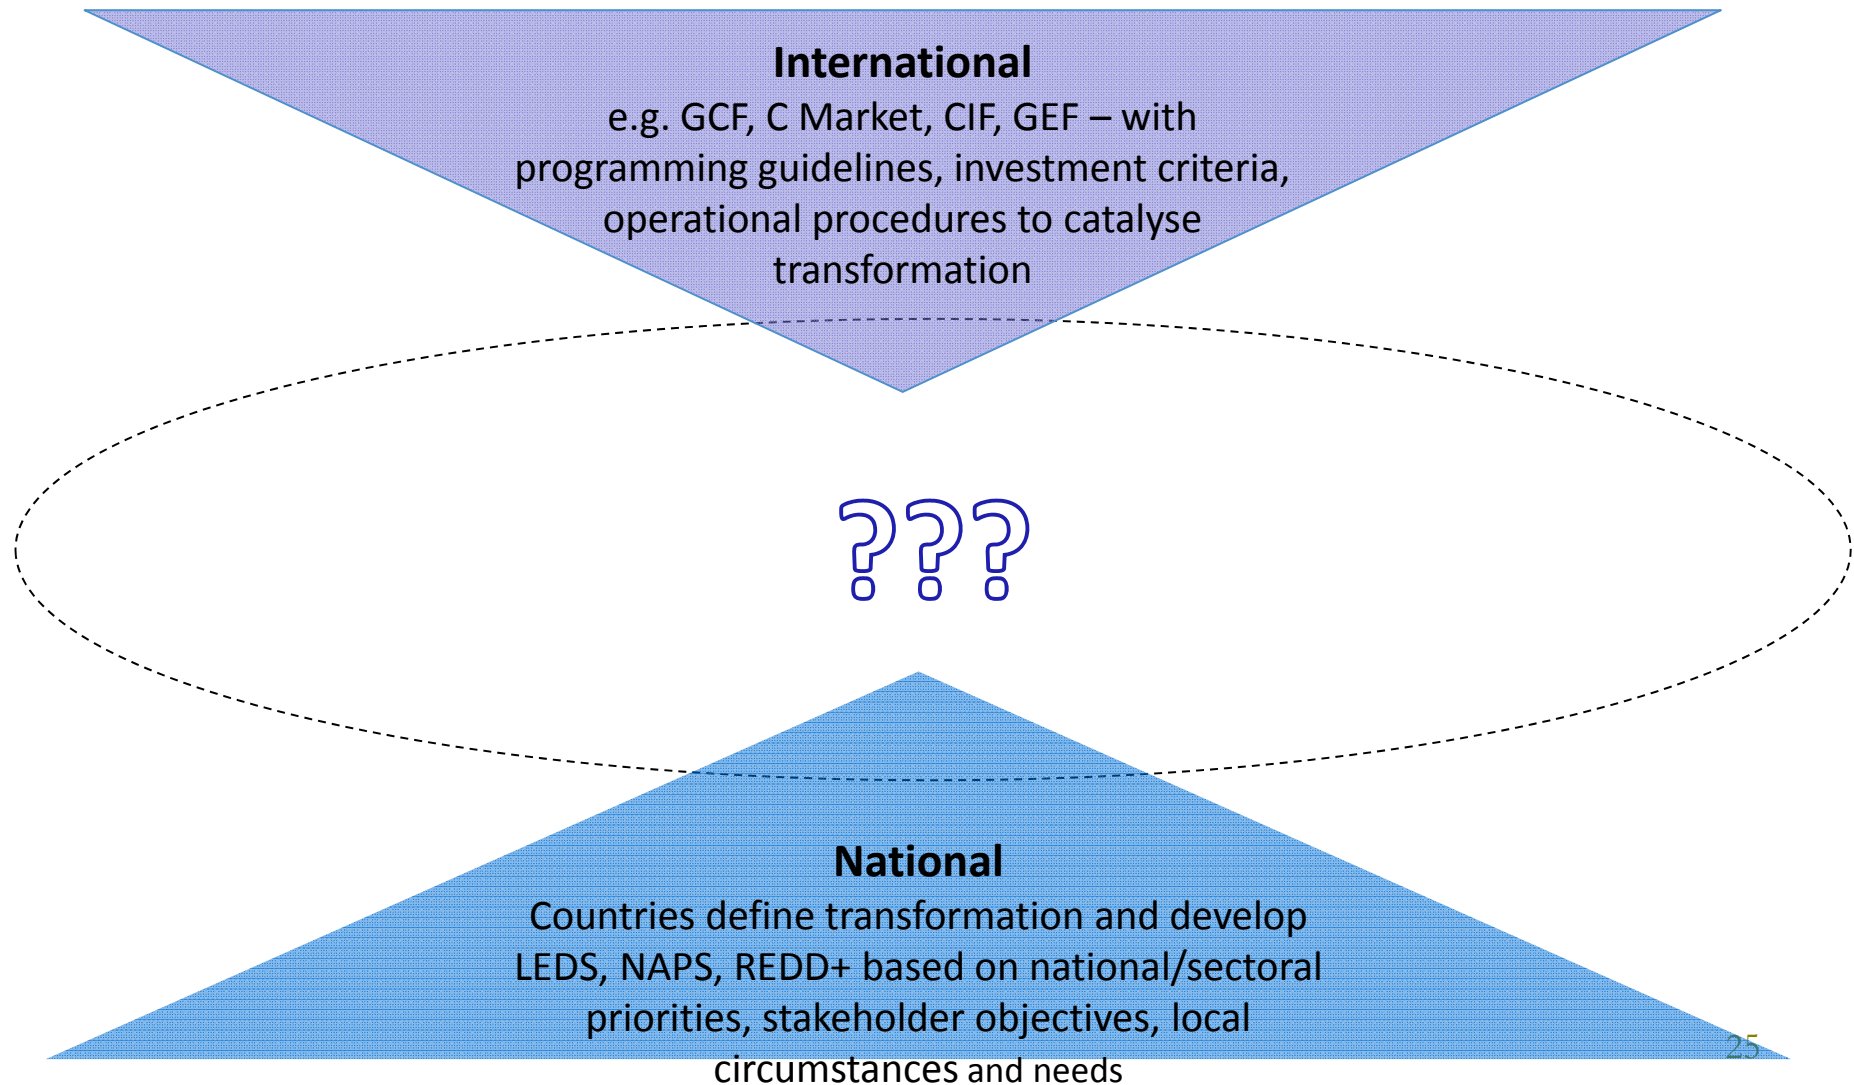 International
e.g. GCF, C Market, CIF, GEF – with
programming guidelines, investment criteria,
operational procedures to catalyse
transformation
???
National
Countries define transformation and develop
LEDS, NAPS, REDD+ based on national/sectoral
priorities, stakeholder objectives, local
circumstances and needs
25